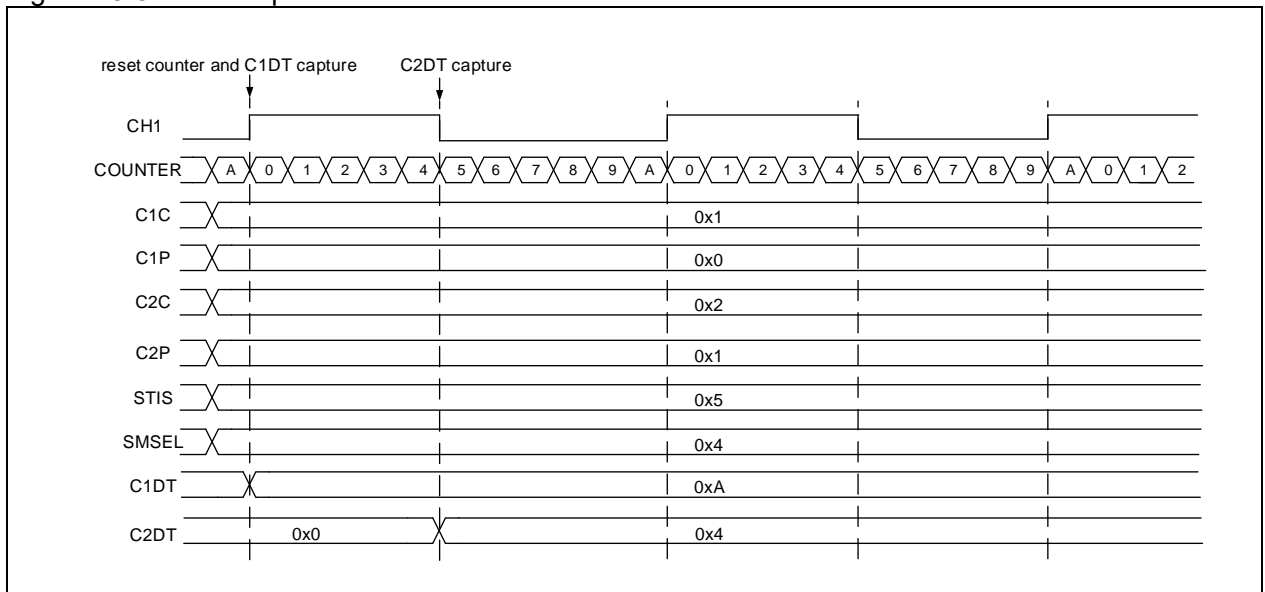 reset counter and C1DT capture C2DT capture
CH1
COUNTER A 0 1 2 3 4 5 6 7 8 9 A 0 1 2 3 4 5 6 7 8 9 A 0 1 2
C1C 0x1
C1P 0x0
C2C 0x2
C2P 0x1
STIS 0x5
SMSEL 0x4
C1DT 0xA
C2DT 0x0 0x4